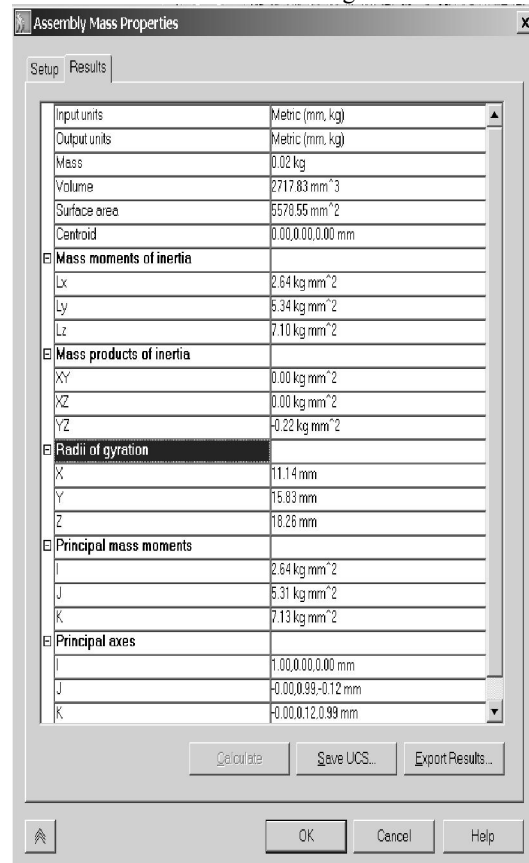 Assembly Mass Properties x
Setup Results
Input units Metric (mm, kg)
Output units Metric (mm, kg)
Mass 0.02 kg
Volume 2717.83 mm^3
Surface area 5578.55 mm^2
Centroid 0.00,0.00,0.00 mm
Mass moments of inertia
Lx 2.64 kg mm^2
Ly 5.34 kg mm^2
Lz 7.10 kg mm^2
Mass products of inertia
XY 0.00 kg mm^2
XZ 0.00 kg mm^2
YZ -0.22 kg mm^2
Radii of gyration
X 11.14 mm
Y 15.83 mm
Z 18.26 mm
Principal mass moments
I 2.64 kg mm^2
J 5.31 kg mm^2
K 7.13 kg mm^2
Principal axes
I 1.00,0.00,0.00 mm
J -0.00,0.99,-0.12 mm
K -0.00,0.12,0.99 mm
Calculate Save UCS... Export Results...
OK Cancel Help